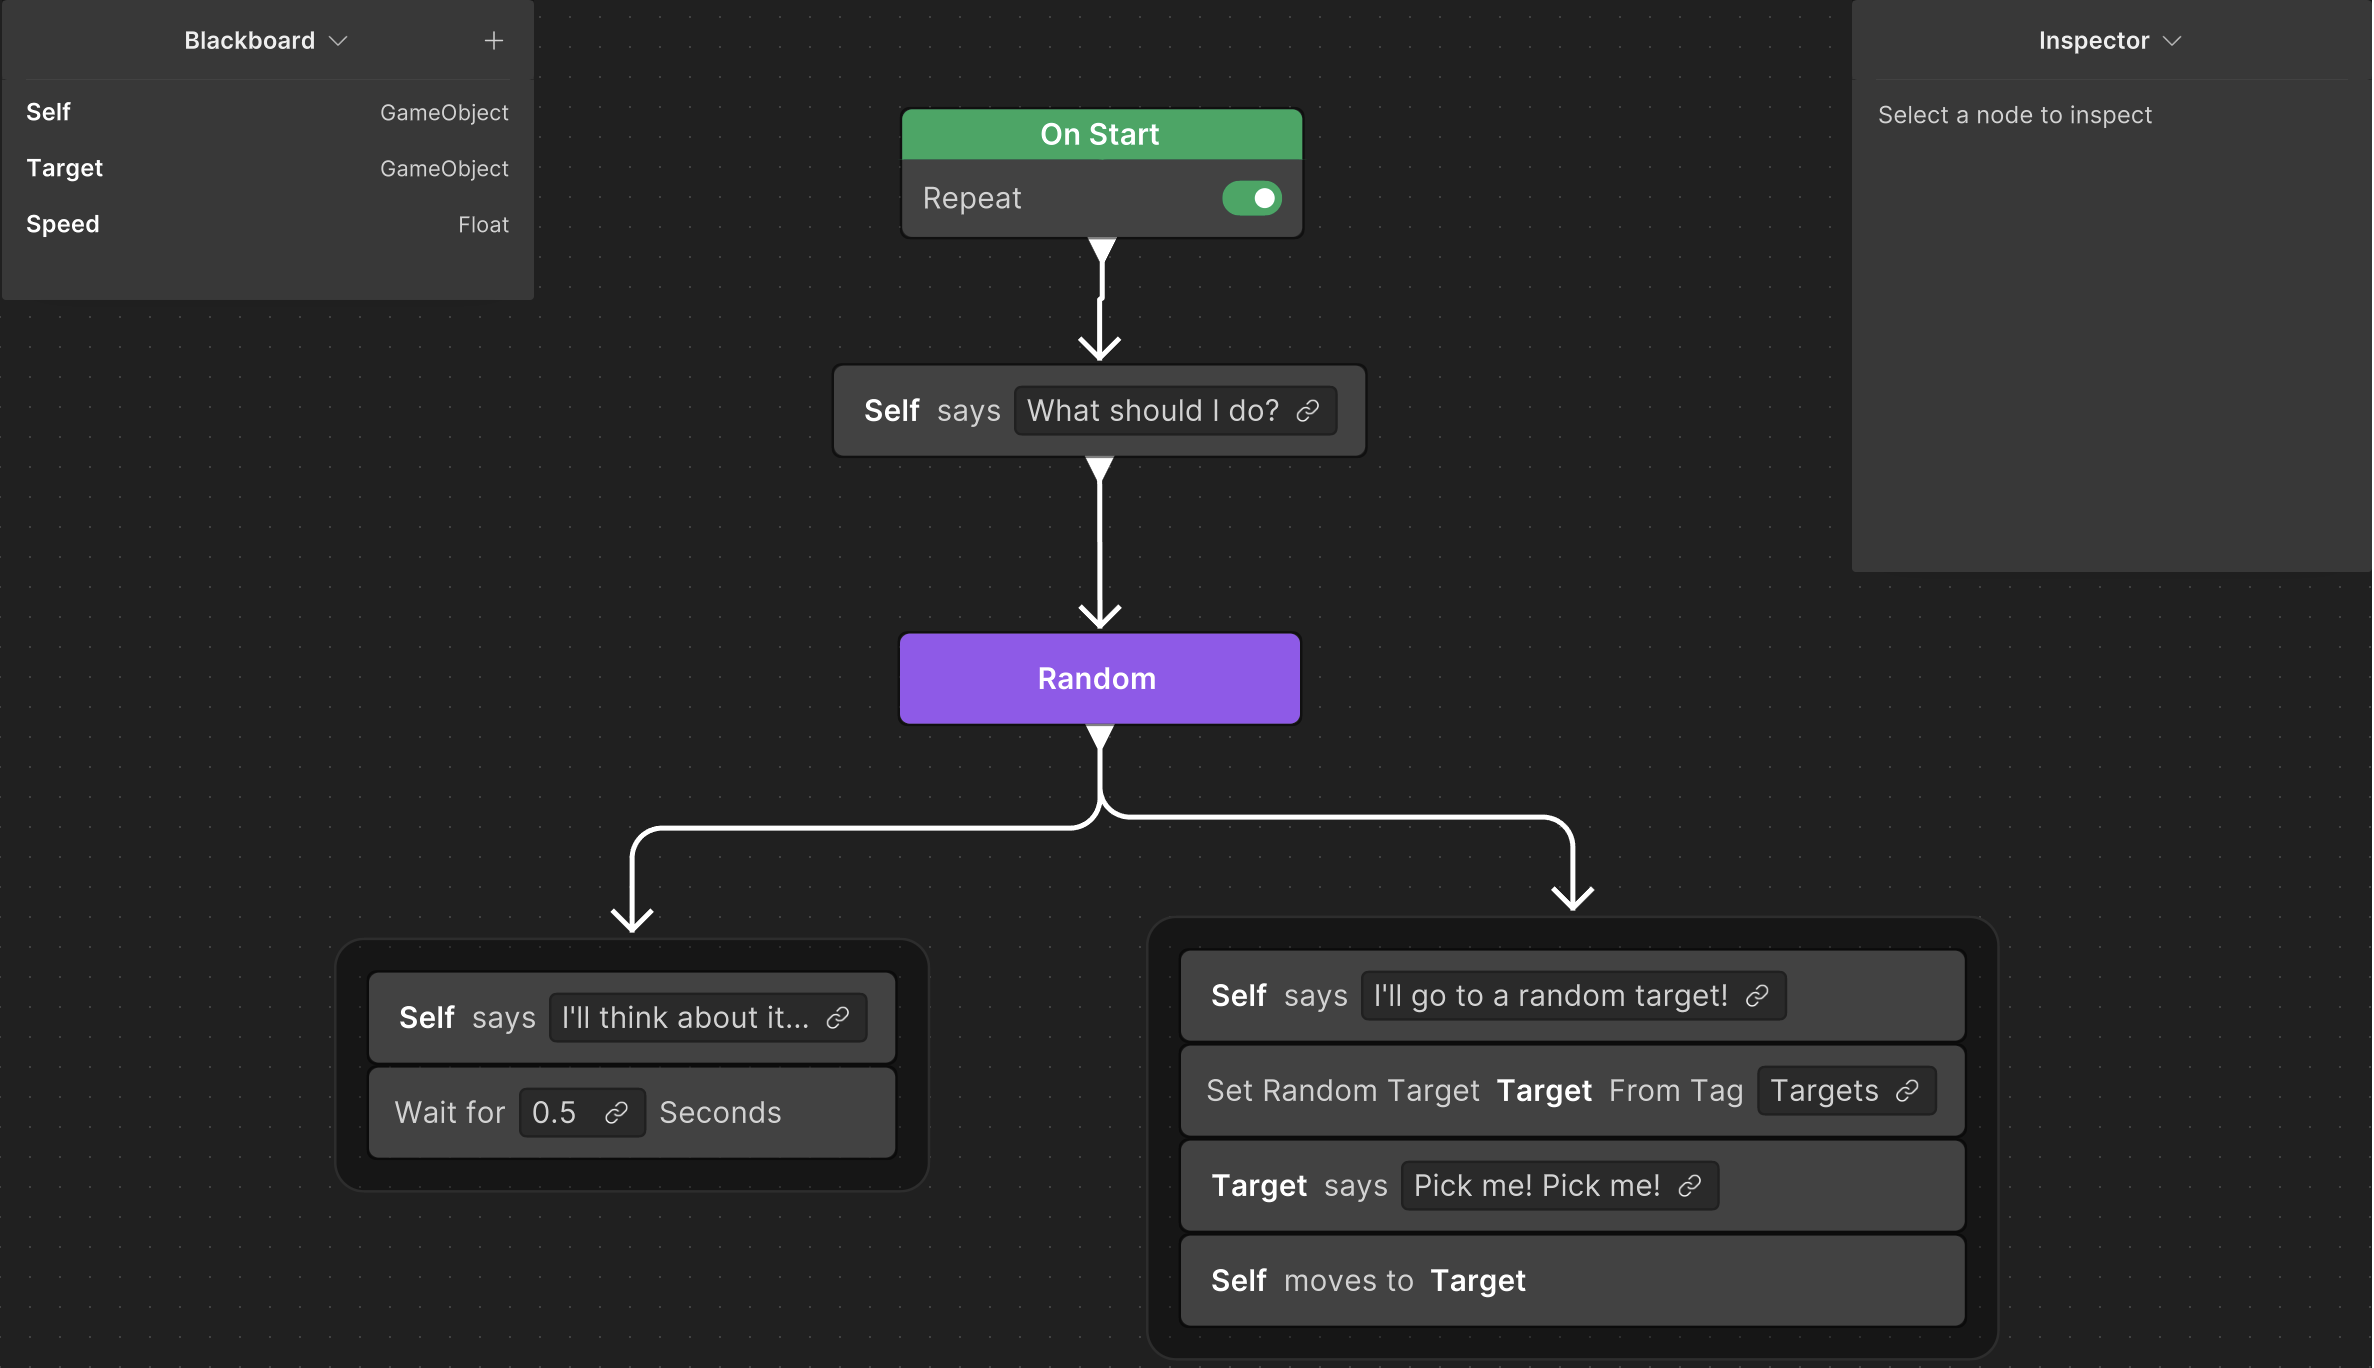 Blackboard
Self GameObject
Target GameObject
Speed Float
Inspector
Select a node to inspect
On Start
Repeat
Self says What should I do?
Random
Self says I'll think about it...
Wait for 0.5 Seconds
Self says I'll go to a random target!
Set Random Target Target From Tag Targets
Target says Pick me! Pick me!
Self moves to Target